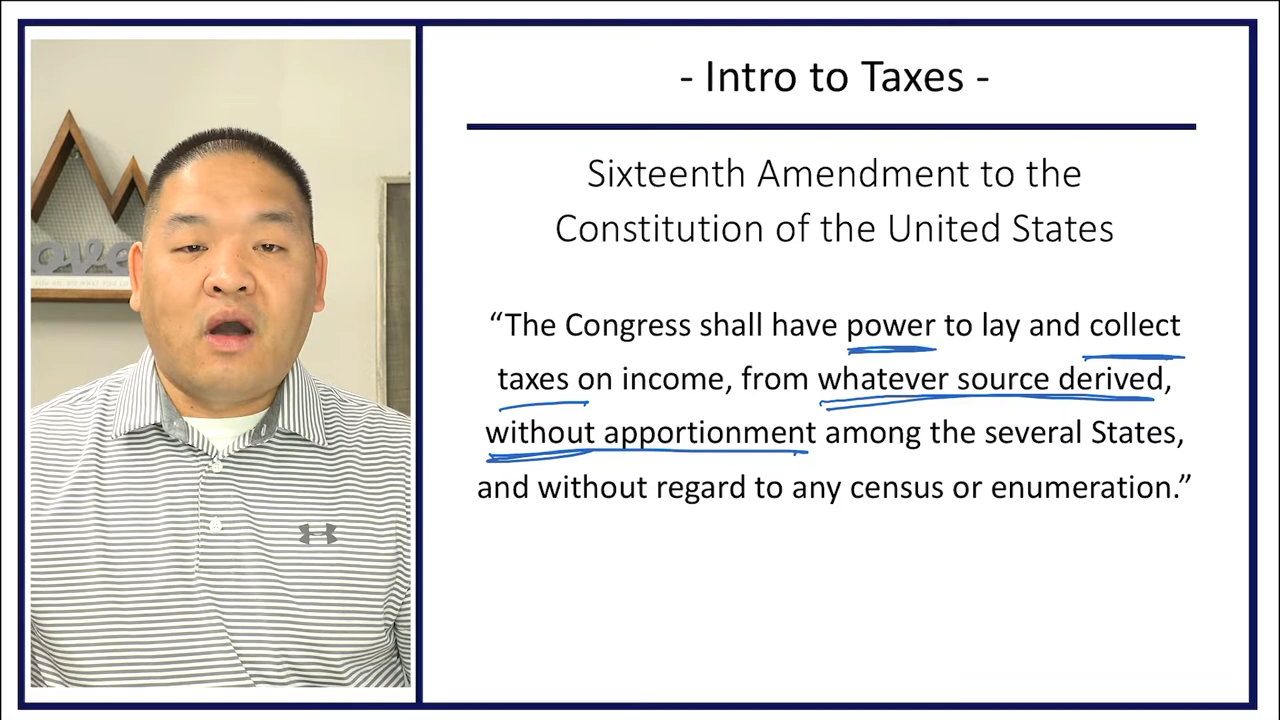 - Intro to Taxes -
Sixteenth Amendment to the
Constitution of the United States
“The Congress shall have power to lay and collect
taxes on income, from whatever source derived,
without apportionment among the several States,
and without regard to any census or enumeration.”